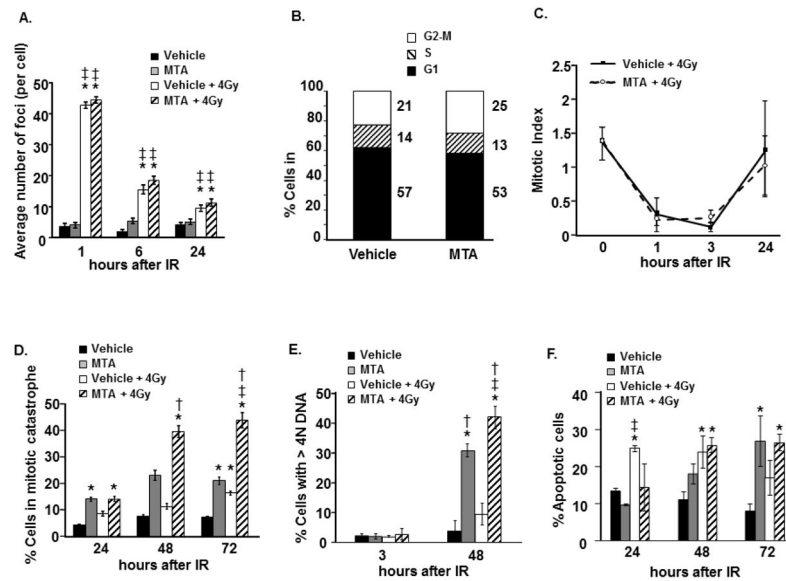 A.
Vehicle
MTA
Vehicle + 4Gy
MTA + 4Gy
Average number of foci (per cell)
50
40
30
20
10
0
‡ ‡
‡ ‡
* *
‡ ‡
‡ ‡
* *
‡ ‡
‡ ‡
* *
1 6 24
hours after IR
B.
G2-M
S
G1
% Cells in
100
80
60
40
20
0
21
14
57
25
13
53
Vehicle MTA
C.
Vehicle + 4Gy
MTA + 4Gy
Mitotic Index
2.5
2
1.5
1
0.5
0
0 1 3 24
hours after IR
D.
Vehicle
MTA
Vehicle + 4Gy
MTA + 4Gy
% Cells in mitotic catastrophe
50
40
30
20
10
0
* *
†
*
* *
†
‡
*
24 48 72
hours after IR
E.
Vehicle
MTA
Vehicle + 4Gy
MTA + 4Gy
% Cells with > 4N DNA
50
40
30
20
10
0
†
*
†
‡
*
3 48
hours after IR
F.
Vehicle
MTA
Vehicle + 4Gy
MTA + 4Gy
% Apoptotic cells
40
30
20
10
0
‡
*
* *
* *
24 48 72
hours after IR